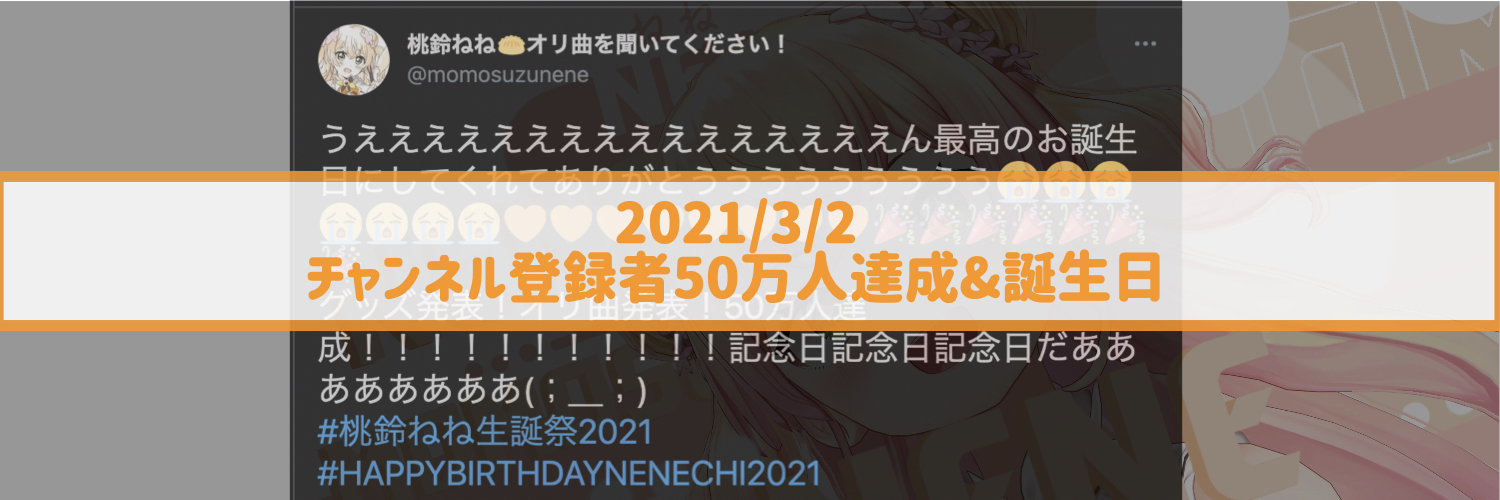 桃鈴ねね🥟オリ曲を聞いてください！
@momosuzunene
うえええええええええええええええええん最高のお誕生
日にしてくれてありがとううううううううう😭😭😭
😭😭😭😭🧡🧡🧡🧡🧡🧡🧡🧡🎉🎉🎉🎉🎉🎉
🎉
2021/3/2
チャンネル登録者50万人達成&誕生日
グッズ発表！オリ曲発表！50万人達
成！！！！！！！！！！！記念日記念日記念日だああ
ああああああ(；__；)
#桃鈴ねね生誕祭2021
#HAPPYBIRTHDAYNENECHI2021